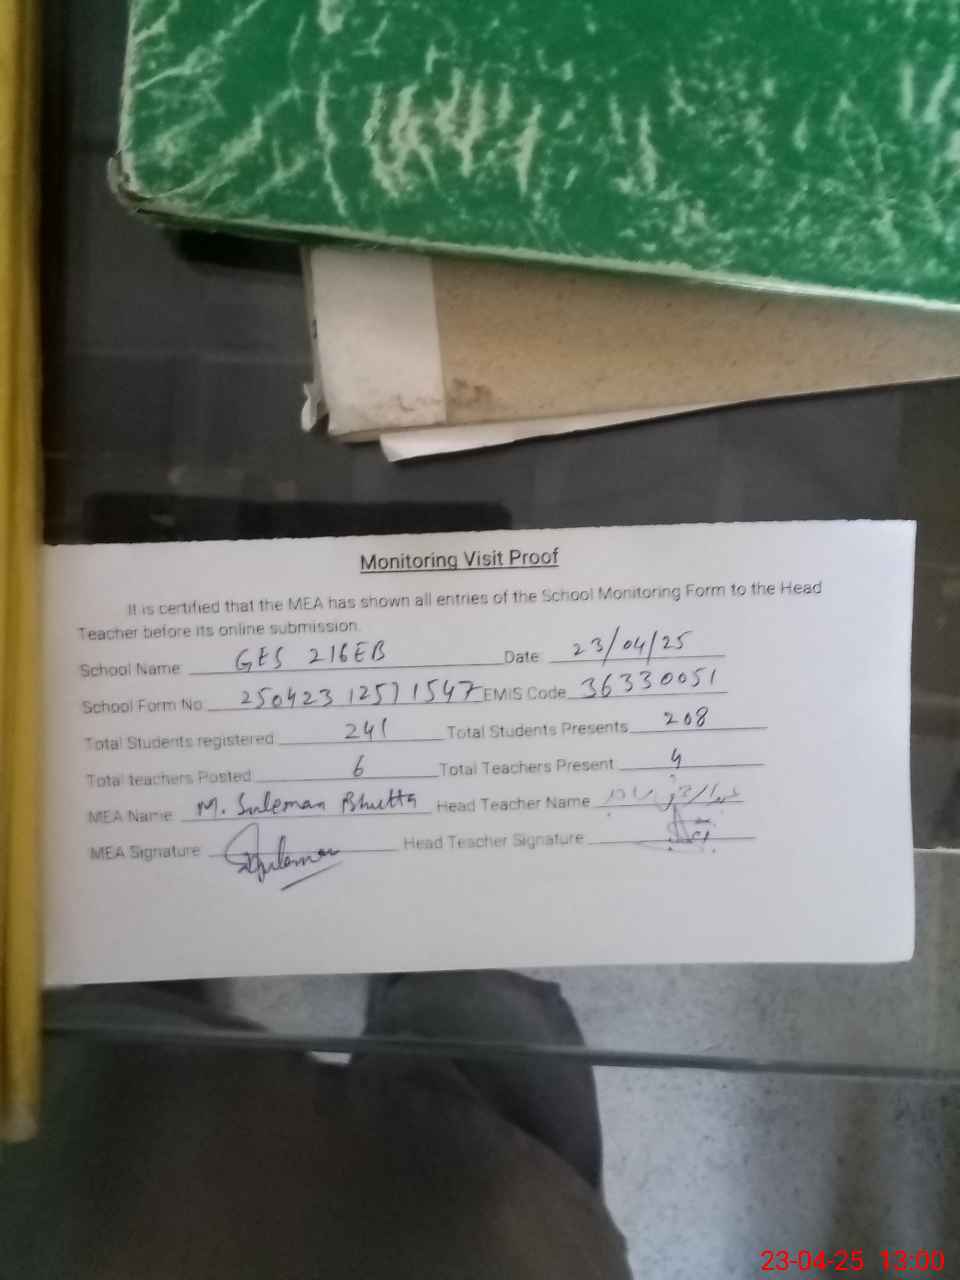 Monitoring Visit Proof
It is certified that the MEA has shown all entries of the School Monitoring Form to the Head
Teacher before its online submission.
School Name GES 216EB Date 23/04/25
School Form No 25042312571547 EMIS Code 36330051
Total Students registered 241 Total Students Presents 208
Total teachers Posted 6 Total Teachers Present 4
MEA Name M. Suleman Bhutta Head Teacher Name
MEA Signature Suleman Head Teacher Signature
23-04-25 13:00